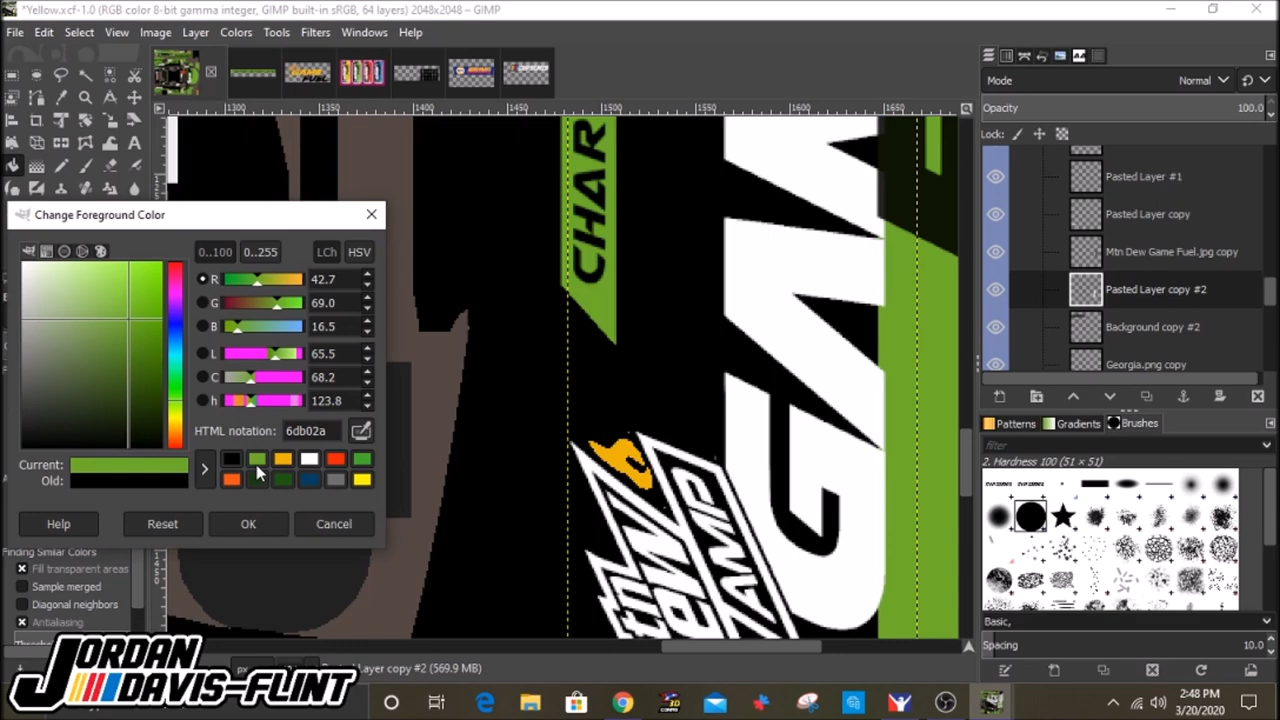 *Yellow.xcf-1.0 (RGB color 8-bit gamma integer, GIMP built-in sRGB, 64 layers) 2048x2048 – GIMP
File Edit Select View Image Layer Colors Tools Filters Windows Help
Mode Normal
Opacity 100.0
Lock:
1300 1350 1400 1450 1500 1550 1600 1650
Pasted Layer #1
Pasted Layer copy
Mtn Dew Game Fuel.jpg copy
Pasted Layer copy #2
Background copy #2
Georgia.png copy
Change Foreground Color
0..100 0..255 LCh HSV
R 42.7
G 69.0
B 16.5
L 65.5
C 68.2
h 123.8
HTML notation: 6db02a
Current:
Old:
Help Reset OK Cancel
CHAR
mtn
Dew
AMP
Patterns Gradients Brushes
filter
2. Hardness 100 (51 × 51)
Basic,
Spacing 10.0
Finding Similar Colors
Fill transparent areas
Sample merged
Diagonal neighbors
Antialiasing
Layer copy #2 (569.9 MB)
JORDAN
DAVIS-FLINT
2:48 PM
3/20/2020